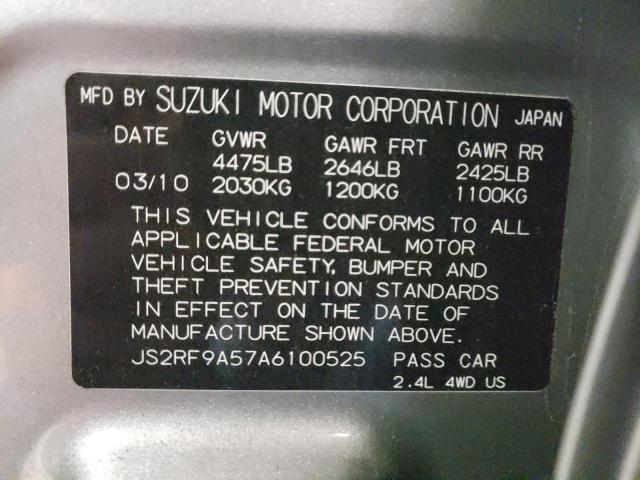 MFD BY SUZUKI MOTOR CORPORATION JAPAN
DATE GVWR GAWR FRT GAWR RR
4475LB 2646LB 2425LB
03/10 2030KG 1200KG 1100KG
THIS VEHICLE CONFORMS TO ALL
APPLICABLE FEDERAL MOTOR
VEHICLE SAFETY, BUMPER AND
THEFT PREVENTION STANDARDS
IN EFFECT ON THE DATE OF
MANUFACTURE SHOWN ABOVE.
JS2RF9A57A6100525 PASS CAR
2.4L 4WD US